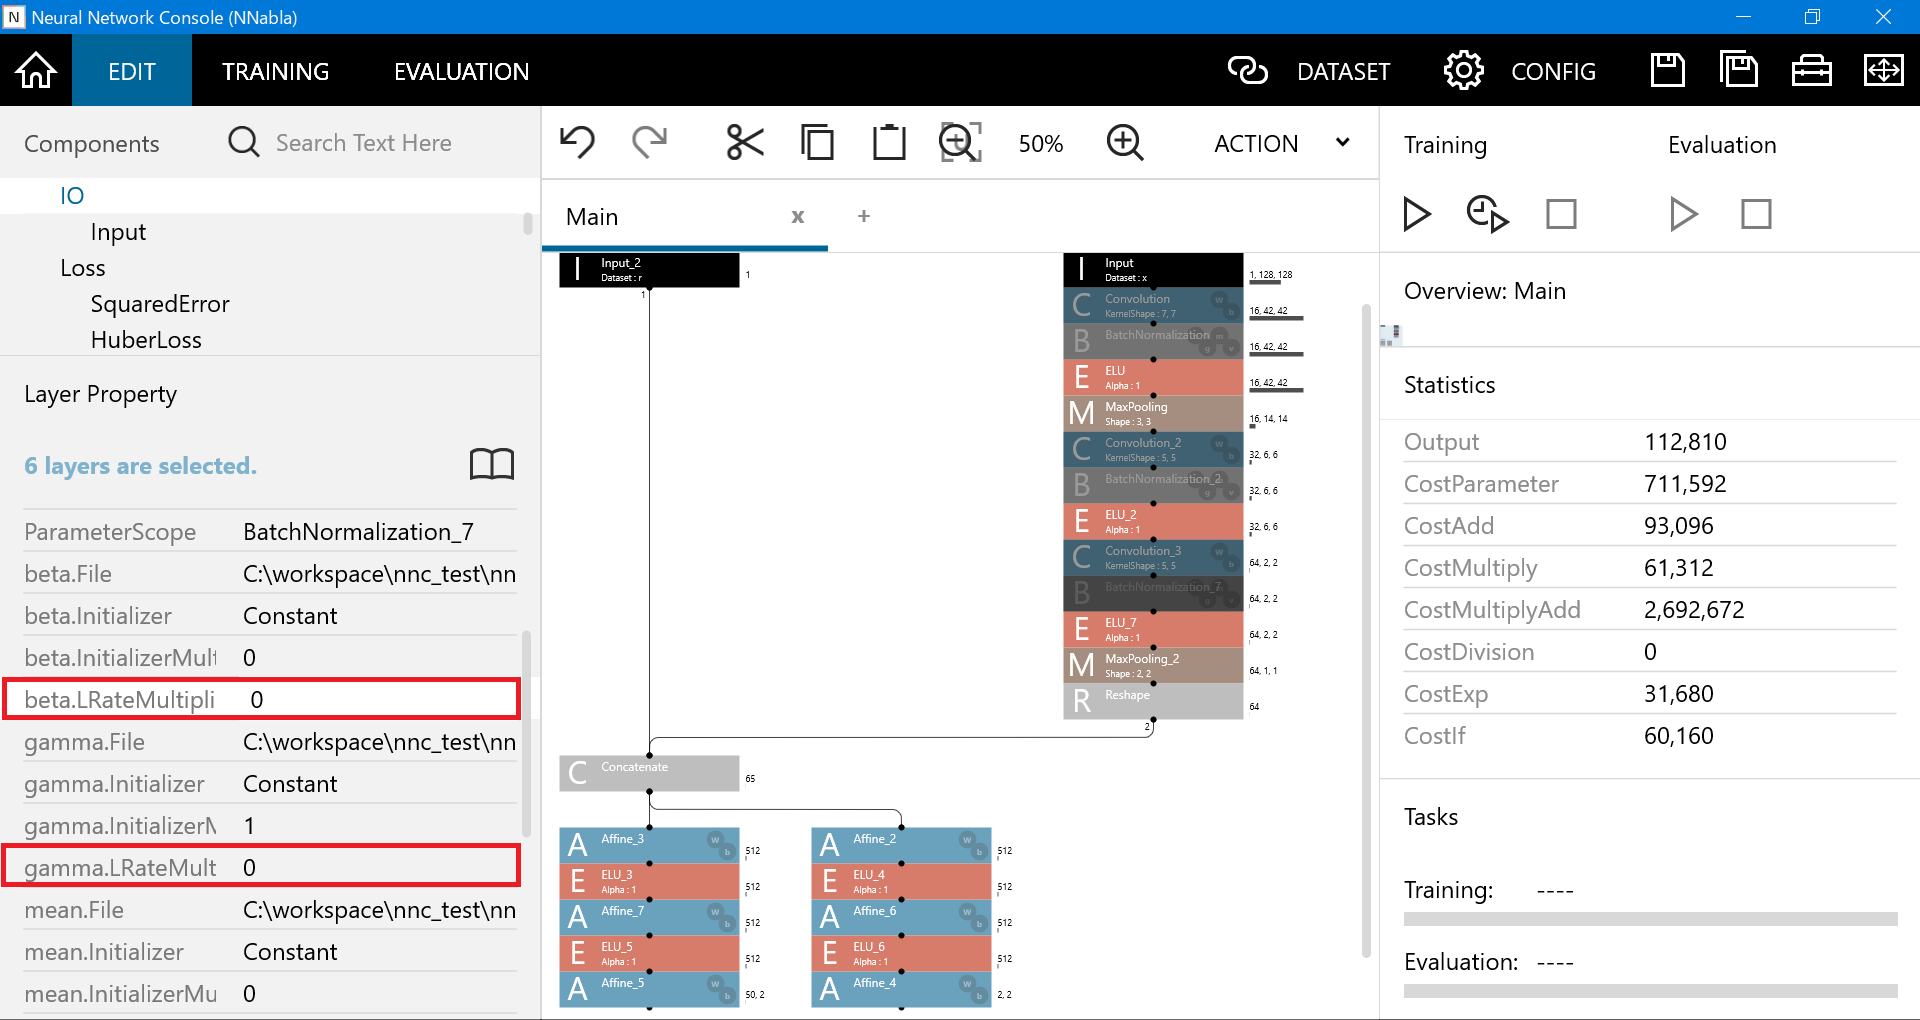 N Neural Network Console (NNabla)
EDIT TRAINING EVALUATION DATASET CONFIG
Components Search Text Here
50% ACTION
Training Evaluation
IO
Input
Loss
SquaredError
HuberLoss
Layer Property
6 layers are selected.
ParameterScope BatchNormalization_7
beta.File C:\workspace\nnc_test\nn
beta.Initializer Constant
beta.InitializerMult 0
beta.LRateMultipli 0
gamma.File C:\workspace\nnc_test\nn
gamma.Initializer Constant
gamma.InitializerM 1
gamma.LRateMult 0
mean.File C:\workspace\nnc_test\nn
mean.Initializer Constant
mean.InitializerMu 0
Main x +
I Input_2
Dataset : r
1
1
I Input
Dataset : x
1, 128, 128
C Convolution W b
KernelShape : 7, 7
16, 42, 42
B BatchNormalization
16, 42, 42
E ELU
Alpha : 1
16, 42, 42
M MaxPooling
Shape : 3, 3
16, 14, 14
C Convolution_2 W b
KernelShape : 5, 5
32, 6, 6
B BatchNormalization_2
32, 6, 6
E ELU_2
Alpha : 1
32, 6, 6
C Convolution_3 W b
KernelShape : 5, 5
64, 2, 2
B BatchNormalization_7
64, 2, 2
E ELU_7
Alpha : 1
64, 2, 2
M MaxPooling_2
Shape : 2, 2
64, 1, 1
R Reshape
64
2
C Concatenate
65
A Affine_3 W b
512
E ELU_3
Alpha : 1
512
A Affine_7 W b
512
E ELU_5
Alpha : 1
512
A Affine_5 W b
50, 2
A Affine_2 W b
512
E ELU_4
Alpha : 1
512
A Affine_6 W b
512
E ELU_6
Alpha : 1
512
A Affine_4 W b
2, 2
Overview: Main
Statistics
Output 112,810
CostParameter 711,592
CostAdd 93,096
CostMultiply 61,312
CostMultiplyAdd 2,692,672
CostDivision 0
CostExp 31,680
CostIf 60,160
Tasks
Training: ----
Evaluation: ----